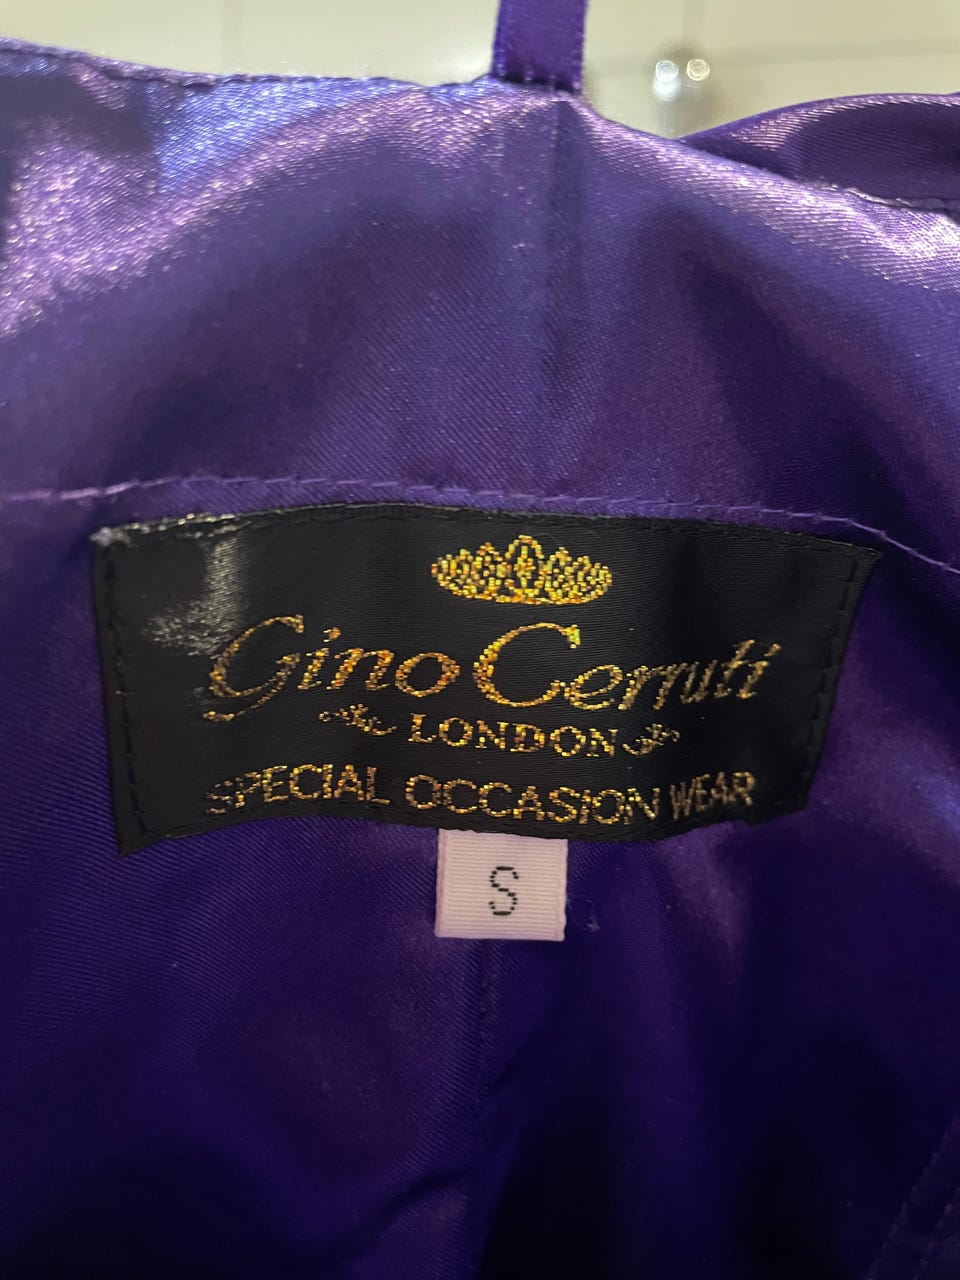 Gino Cerruti
LONDON
SPECIAL OCCASION WEAR
S